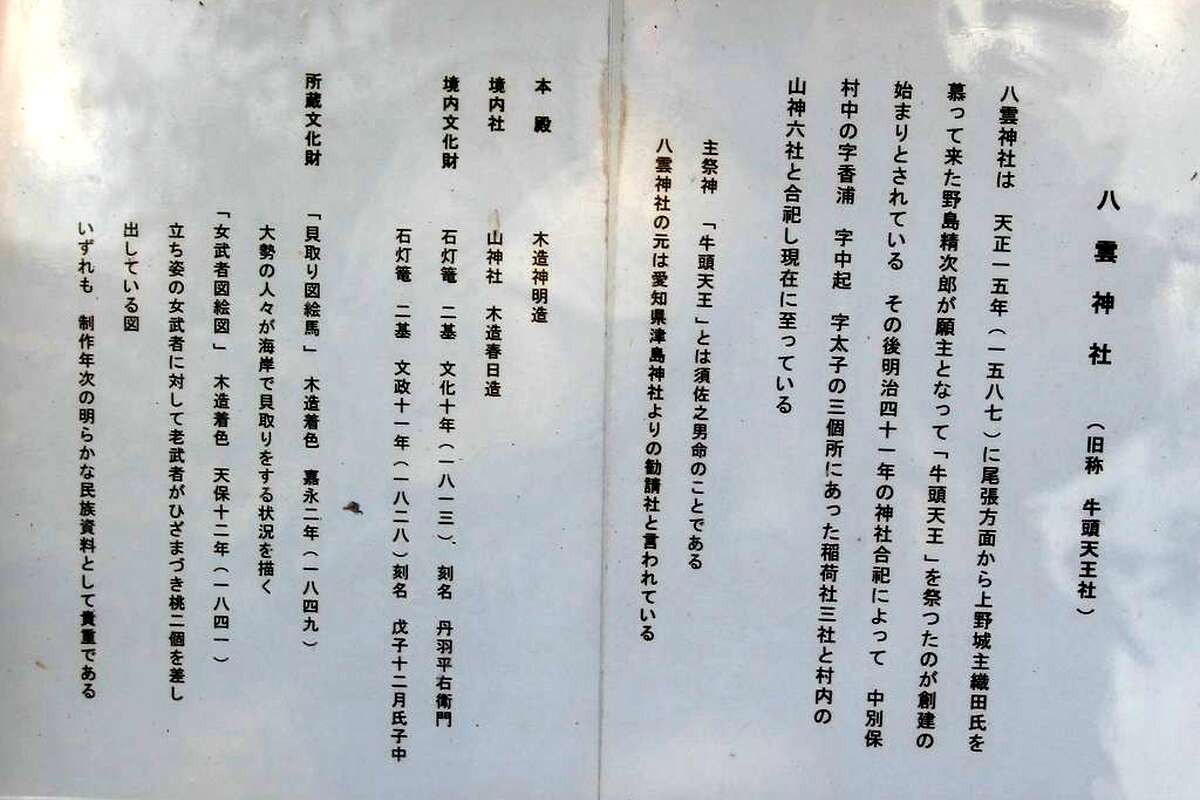 八雲神社 （旧称 牛頭天王社）
八雲神社は 天正一五年（一五八七）に尾張方面から上野城主織田氏を
慕って来た野島精次郎が願主となって「牛頭天王」を祭つたのが創建の
始まりとされている その後明治四十一年の神社合祀によって 中別保
村中の字香浦 字中起 字太子の三個所にあった稲荷社三社と村内の
山神六社と合祀し現在に至っている
主祭神 「牛頭天王」とは須佐之男命のことである
八雲神社の元は愛知県津島神社よりの勧請社と言われている
本殿 木造神明造
境内社 山神社 木造春日造
境内文化財 石灯篭 二基 文化十年（一八一三）、刻名 丹羽平右衛門
石灯篭 二基 文政十一年（一八二八）刻名 戊子十二月氏子中
所蔵文化財 「貝取り図絵馬」 木造着色 嘉永二年（一八四九）
大勢の人々が海岸で貝取りをする状況を描く
「女武者図絵図」 木造着色 天保十二年（一八四一）
立ち姿の女武者に対して老武者がひざまづき桃二個を差し
出している図
いずれも 制作年次の明らかな民族資料として貴重である